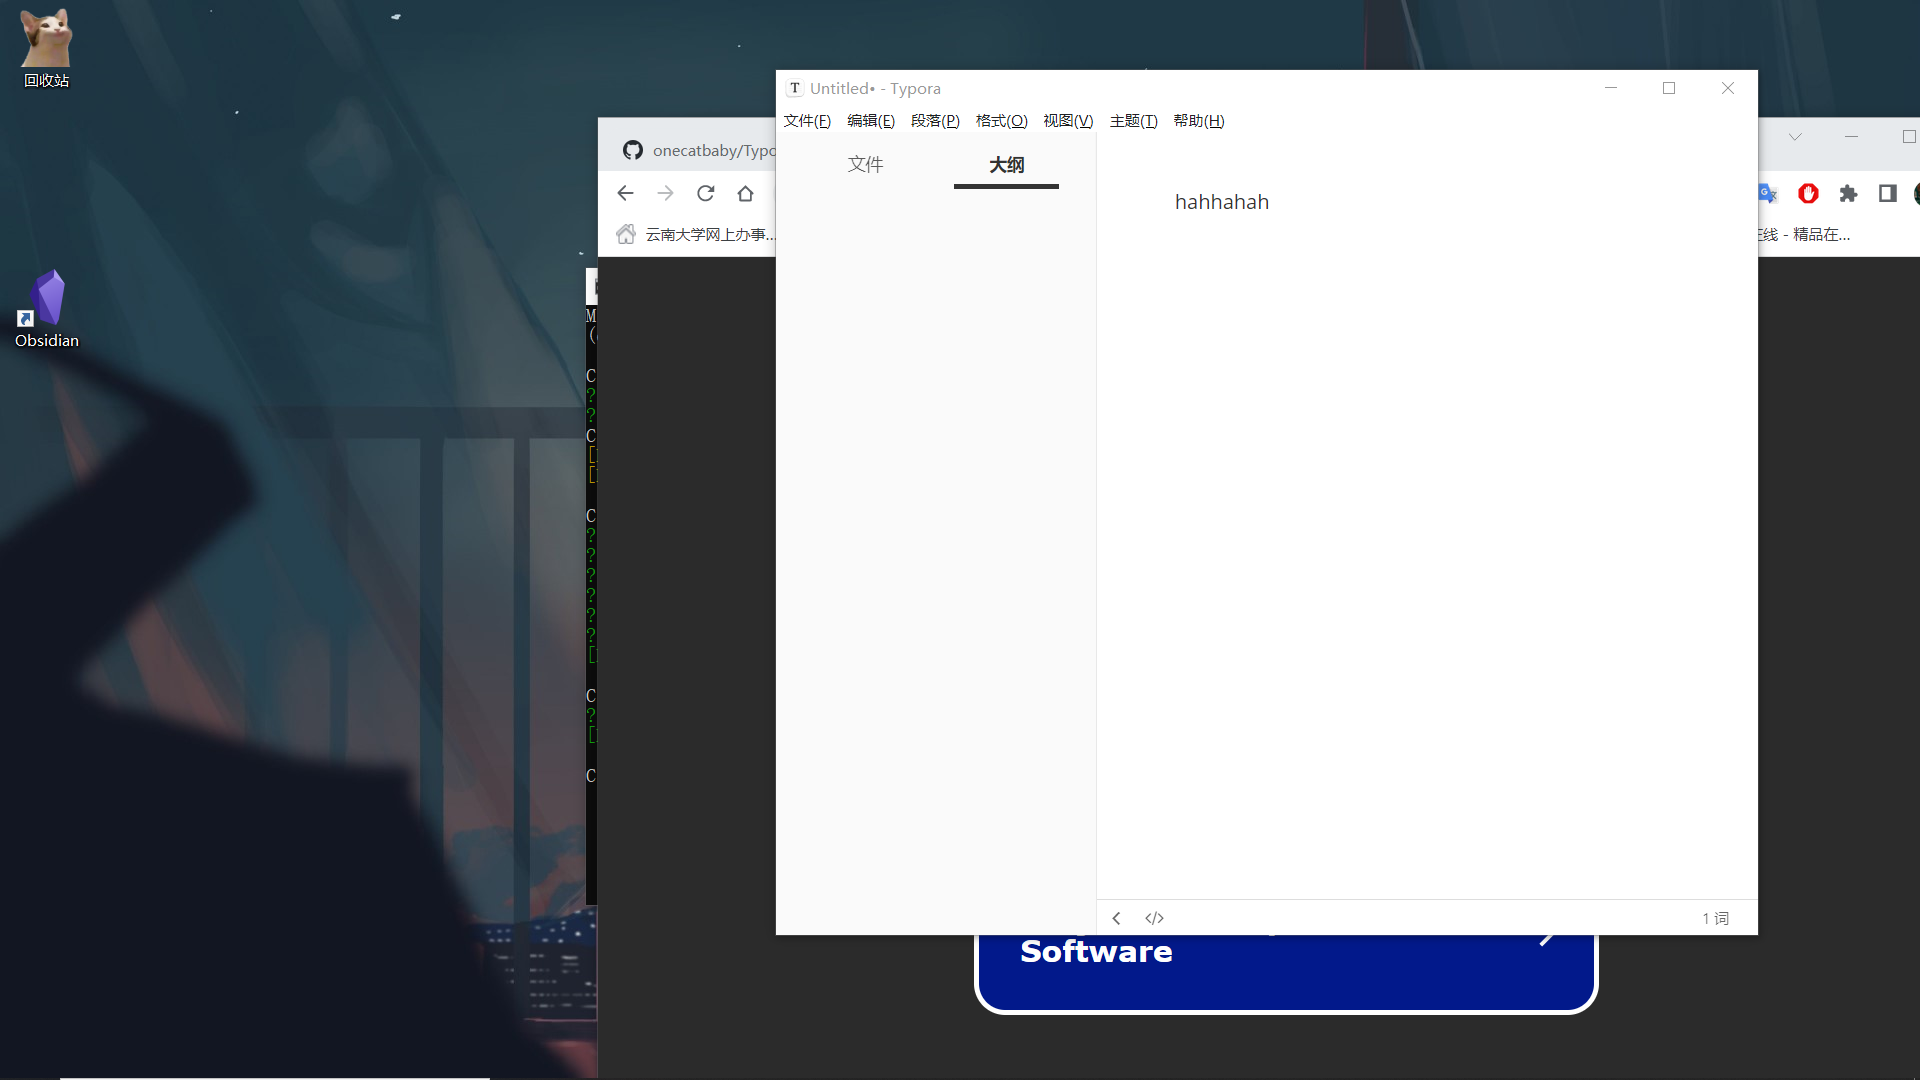 回收站
Obsidian
Untitled• - Typora
文件(F) 编辑(E) 段落(P) 格式(O) 视图(V) 主题(T) 帮助(H)
文件 大纲
hahhahah
1 词
onecatbaby/Typo
云南大学网上办事...
线 - 精品在...
M
(
C
?
?
C
[
[
C
?
?
?
?
?
?
[
C
?
[
C
Software